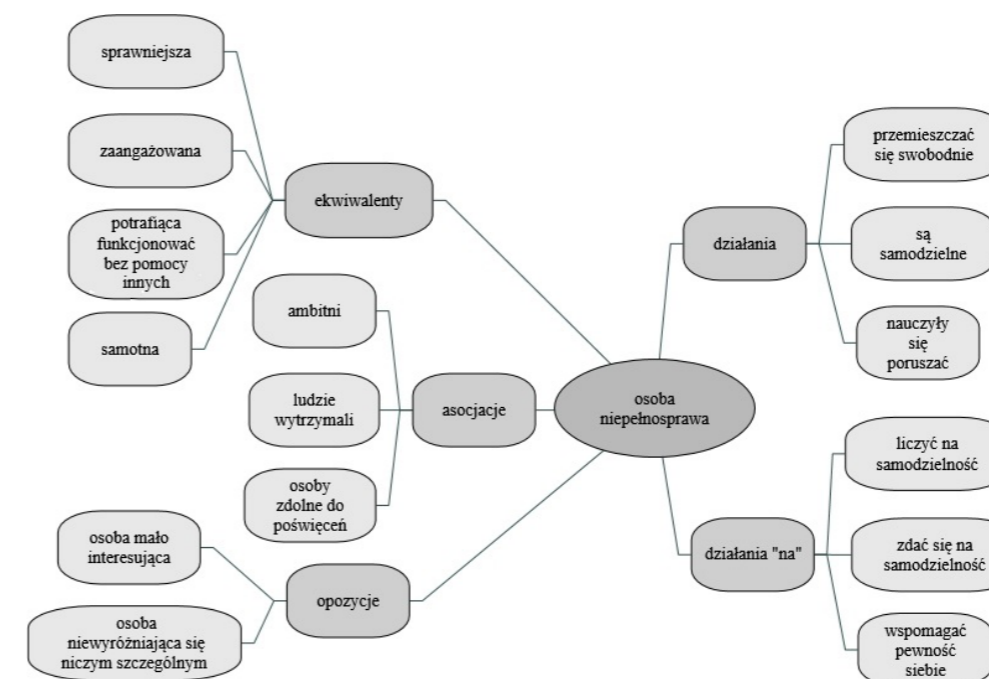 sprawniejsza
zaangażowana
potrafiąca
funkcjonować
bez pomocy
innych
samotna
ekwiwalenty
ambitni
ludzie
wytrzymali
osoby
zdolne do
poświęceń
asocjacje
osoba mało
interesująca
osoba
niewyróżniająca się
niczym szczególnym
opozycje
osoba
niepełnosprawa
działania
przemieszczać
się swobodnie
są
samodzielne
nauczyły
się
poruszać
działania "na"
liczyć na
samodzielność
zdać się na
samodzielność
wspomagać
pewność
siebie